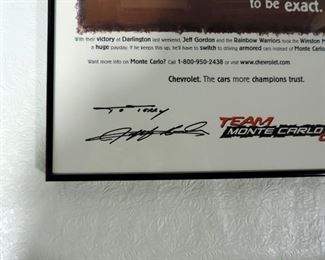 to be exact.
With their victory at Darlington last weekend, Jeff Gordon and the Rainbow Warriors took the Winston M
a huge payday. If he keeps this up, he'll have to switch to driving armored cars instead of Monte Carlo
Want more info on Monte Carlo? Call 1-800-950-2438 or visit www.chevrolet.com.
Chevrolet. The cars more champions trust.
TO TERRY
TEAM
MONTE CARLO